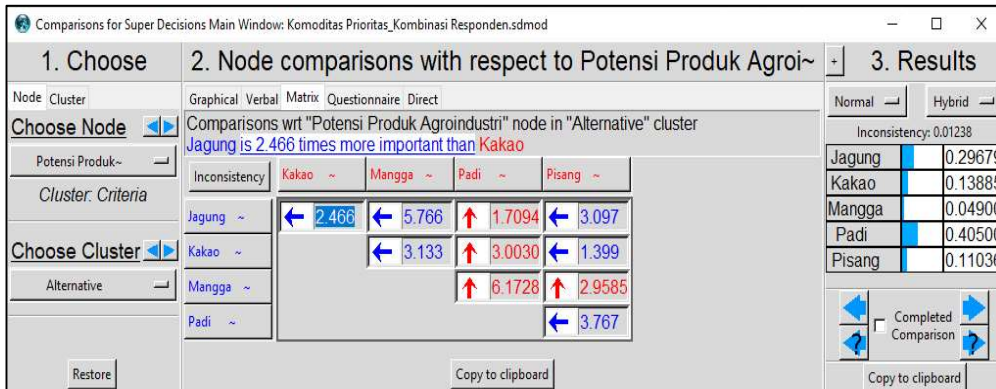 Comparisons for Super Decisions Main Window: Komoditas Prioritas_Kombinasi Responden.sdmod
1. Choose
Node Cluster
Choose Node
Potensi Produk~
Cluster: Criteria
Choose Cluster
Alternative
Restore
2. Node comparisons with respect to Potensi Produk Agroi~
Graphical Verbal Matrix Questionnaire Direct
Comparisons wrt "Potensi Produk Agroindustri" node in "Alternative" cluster
Jagung is 2.466 times more important than Kakao
Inconsistency Kakao ~ Mangga ~ Padi ~ Pisang ~
Jagung ~ 2.466 5.766 1.7094 3.097
Kakao ~ 3.133 3.0030 1.399
Mangga ~ 6.1728 2.9585
Padi ~ 3.767
Copy to clipboard
+ 3. Results
Normal Hybrid
Inconsistency: 0.01238
Jagung 0.29679
Kakao 0.13885
Mangga 0.04900
Padi 0.40500
Pisang 0.11036
Completed
Comparison
? ?
Copy to clipboard